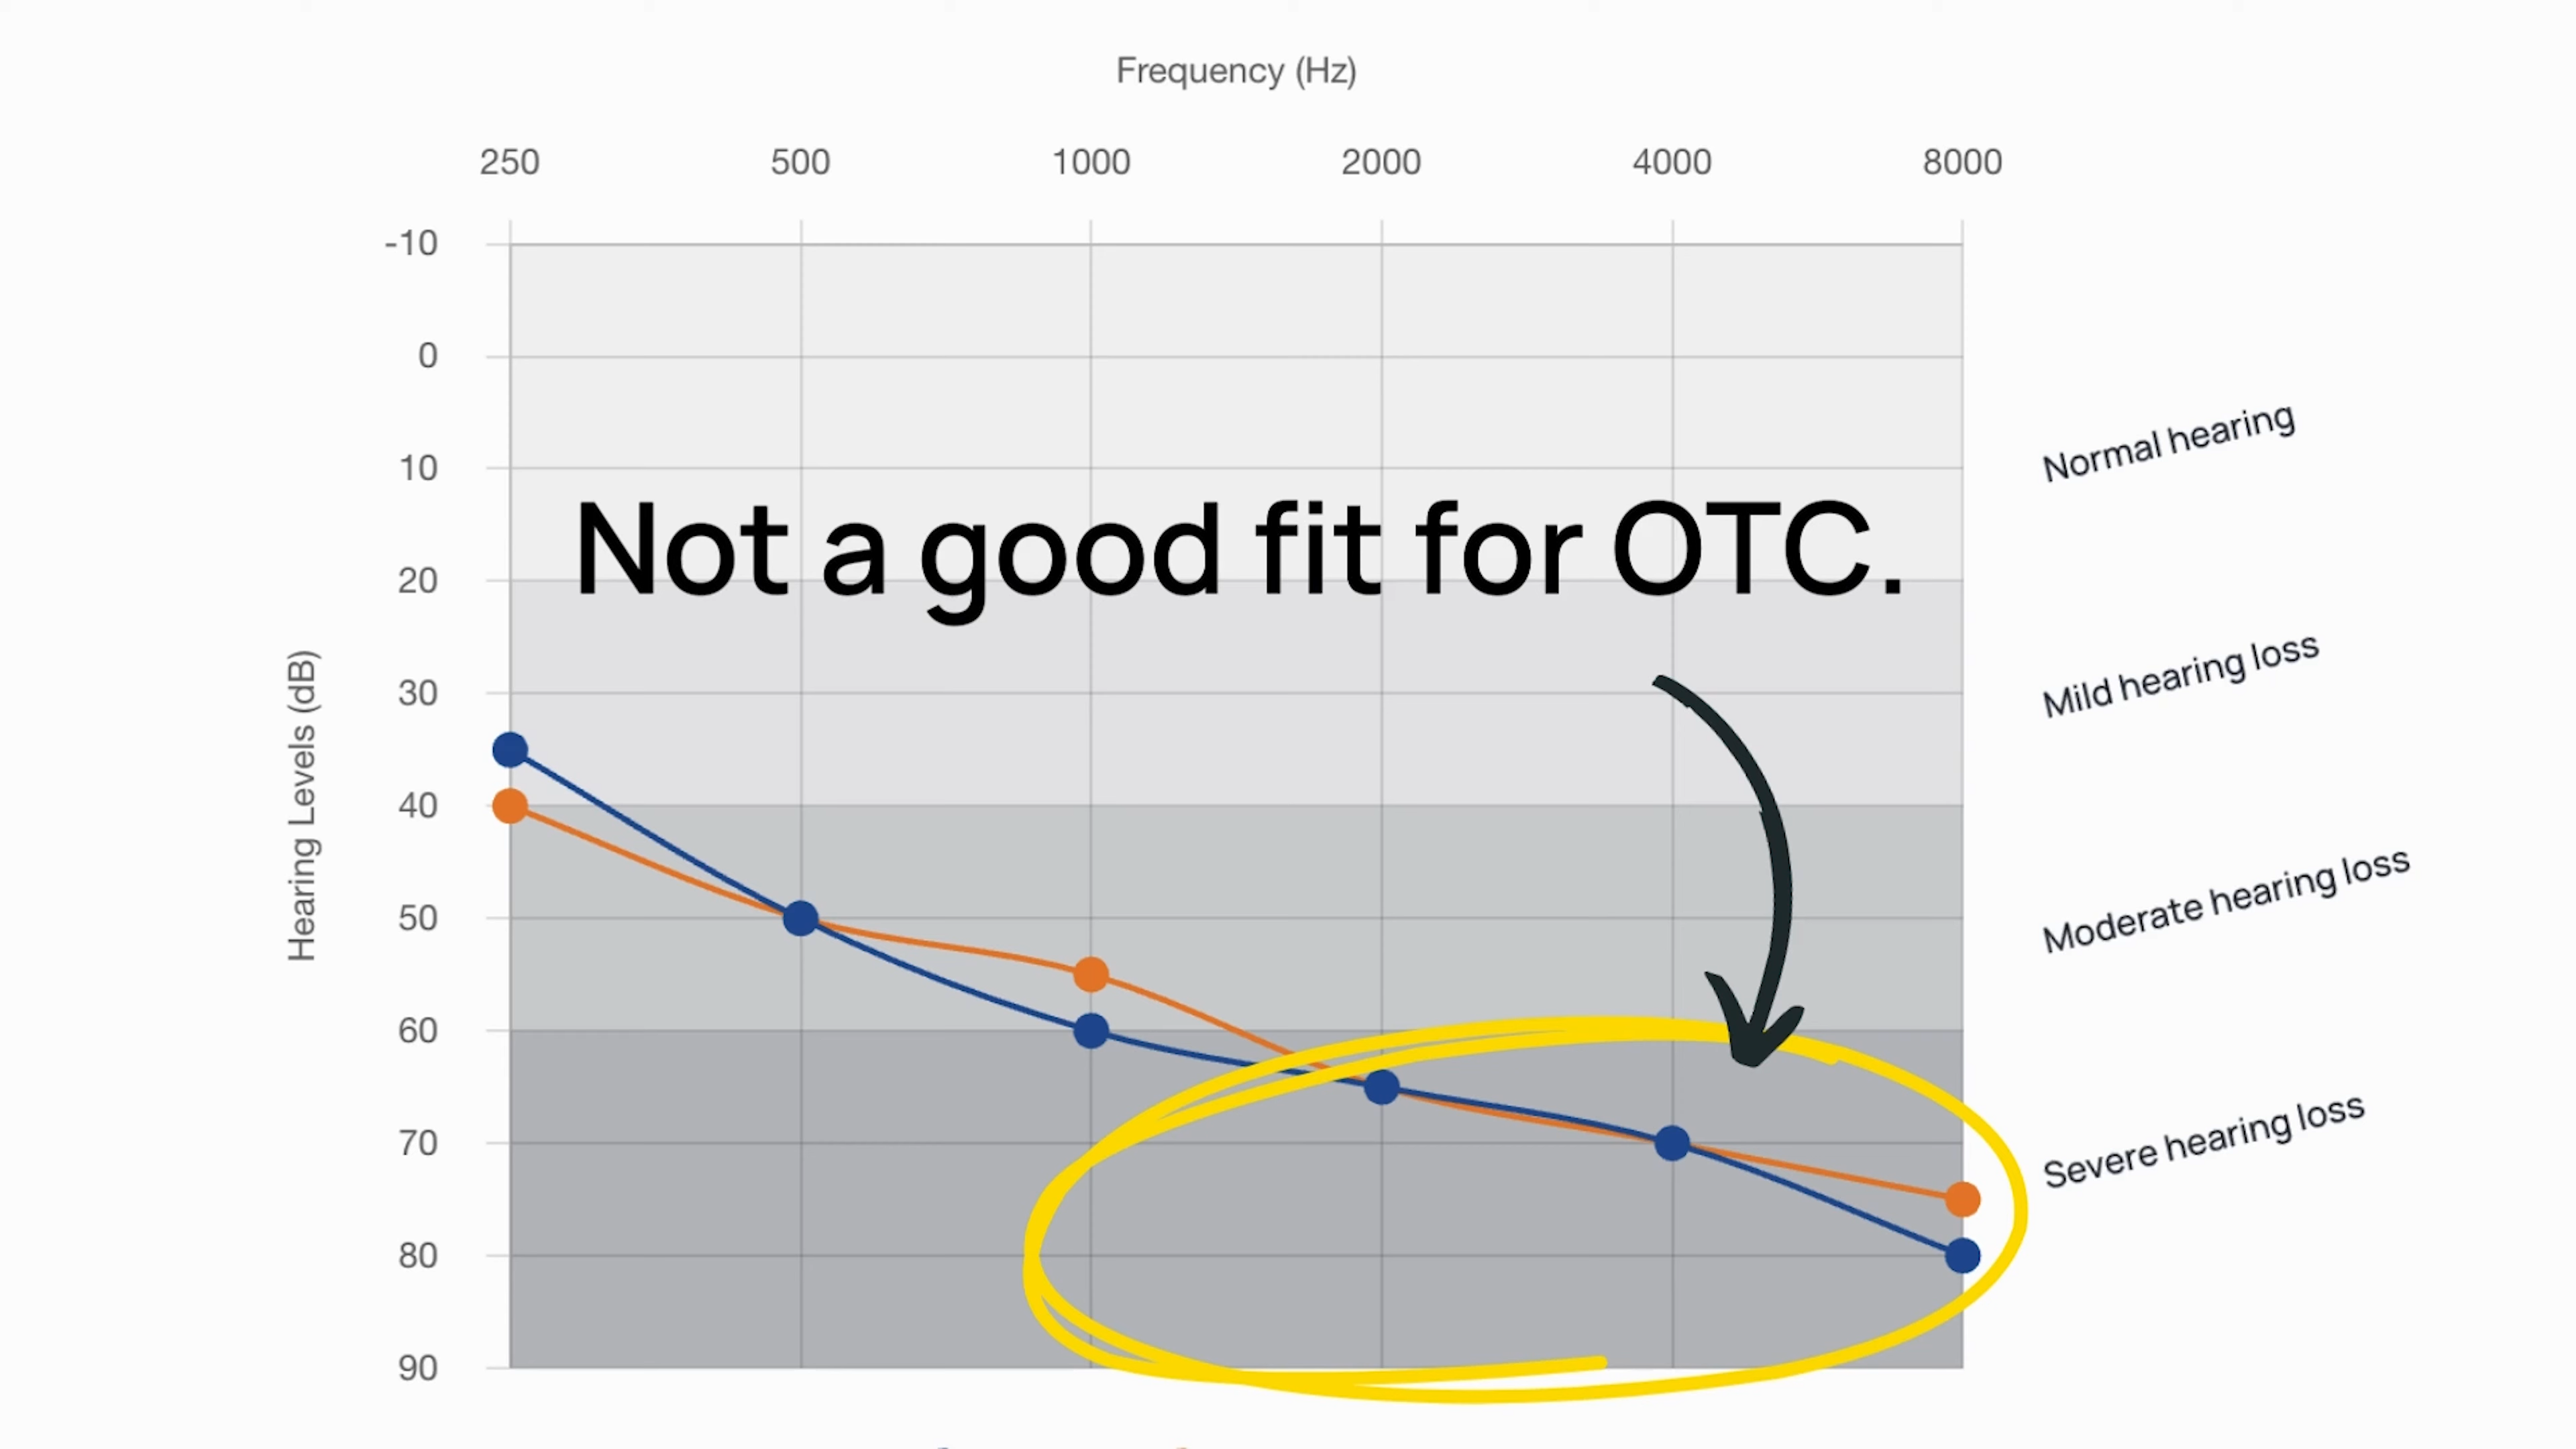 Frequency (Hz)
250 500 1000 2000 4000 8000
-10
0
10
20
30
40
50
60
70
80
90
Hearing Levels (dB)
Not a good fit for OTC.
Normal hearing
Mild hearing loss
Moderate hearing loss
Severe hearing loss